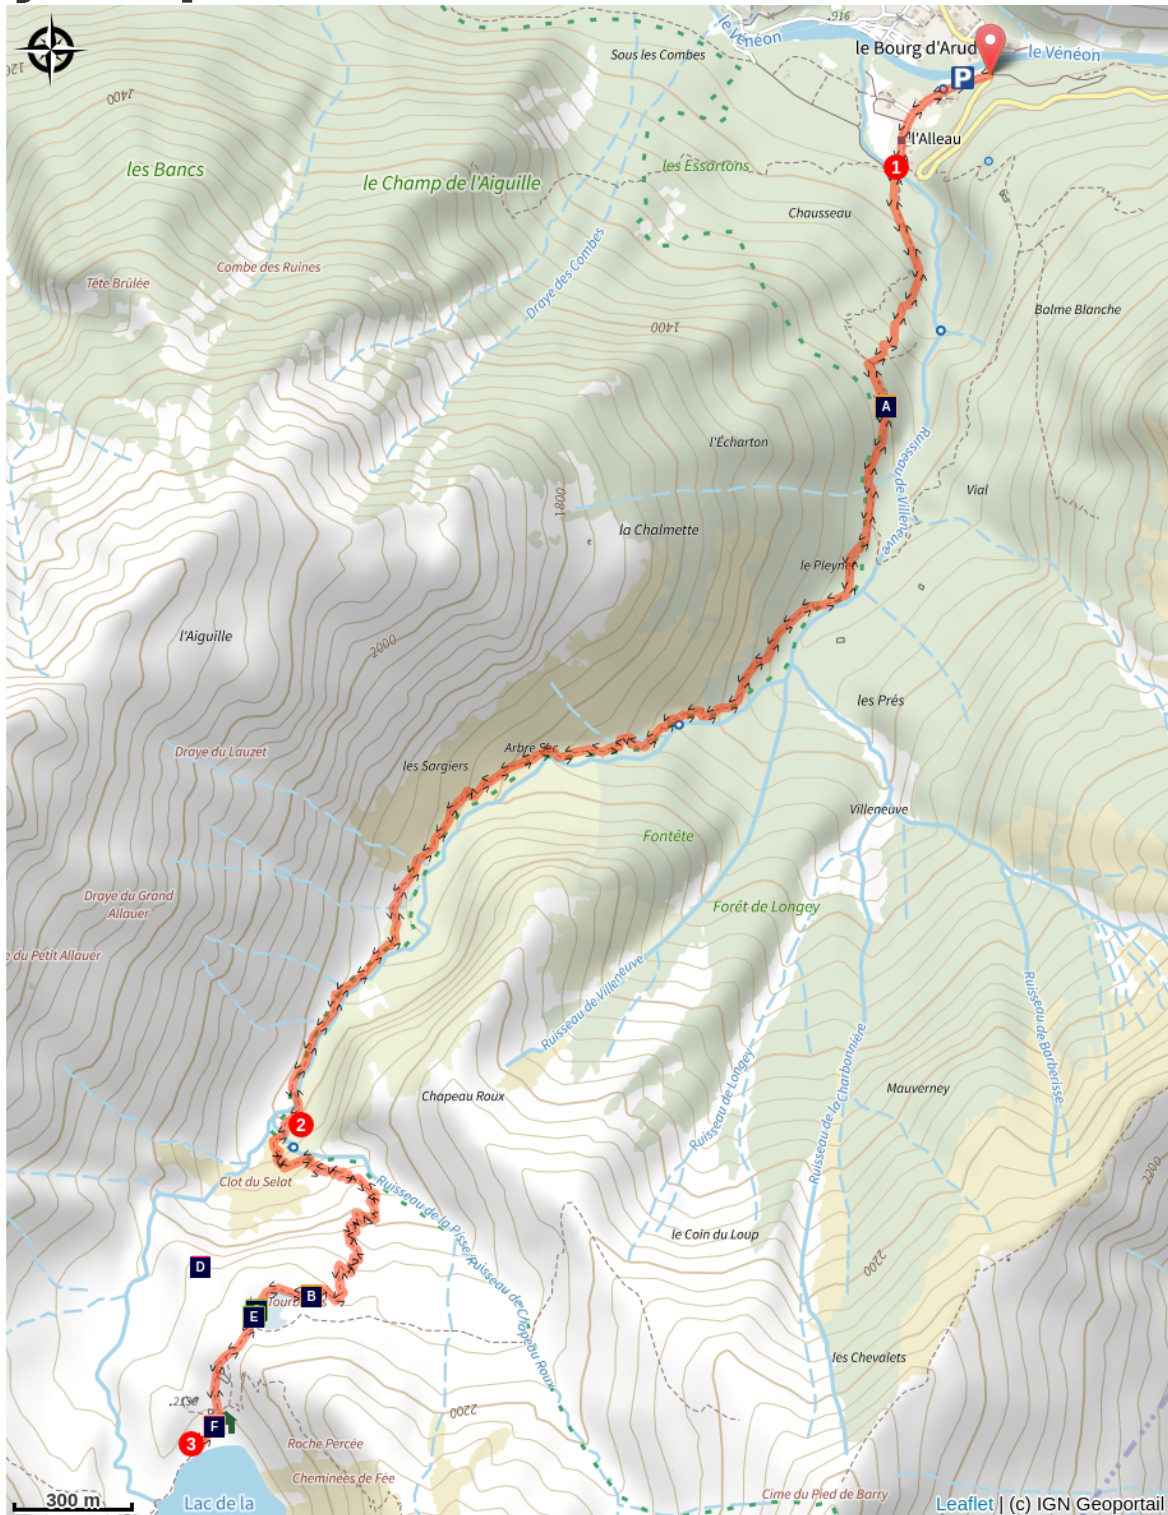 .916
le Vénéon
le Bourg d'Arud
le Vénéon
Sous les Combes
P
1200
1400
l'Alleau
1
les Bancs
le Champ de l'Aiguille
les Essartons
Chausseau
Combe des Ruines
Tête Brûlée
Draye des Combes
1400
Balme Blanche
A
l'Écharton
Ruisseau de Villeneuve
Vial
1800
la Chalmette
le Pleynet
l'Aiguille
2000
les Prés
Draye du Lauzet
Arbre Sec
les Sargiers
Villeneuve
Fontête
Draye du Grand
Allauer
Forêt de Longey
e du Petit Allauer
Ruisseau de Villeneuve
Ruisseau de Barberisse
Ruisseau de Longey
Ruisseau de la Charbonnière
Mauverney
Chapeau Roux
2
2200
Clot du Selat
Ruisseau de la Pisse
Ruisseau de Chapeau Roux
le Coin du Loup
D
2200
B
E
les Chevalets
.2190
2200
F
3
Roche Percée
Cheminées de Fée
300 m
Lac de la
Cime du Pied de Barry
Leaflet | (c) IGN Geoportail